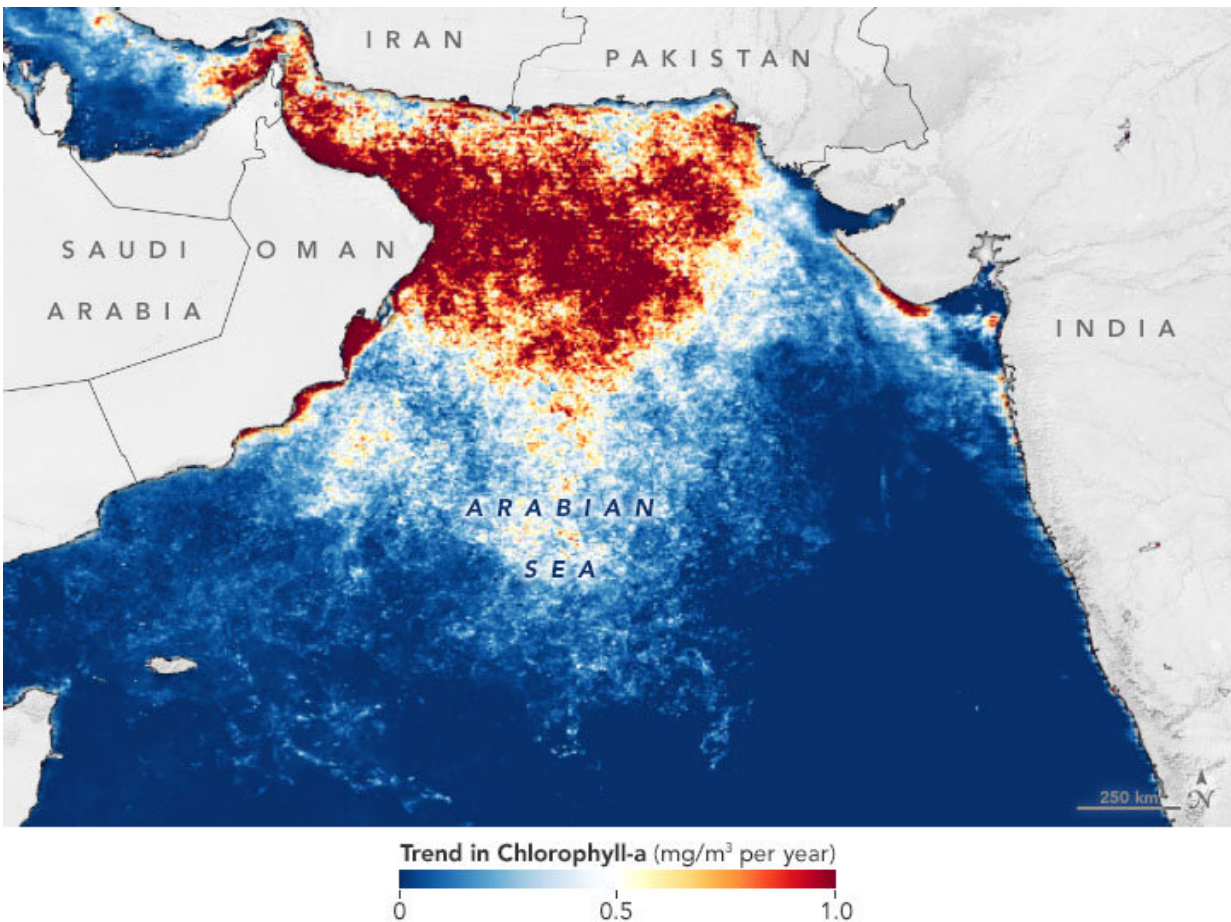 IRAN
PAKISTAN
SAUDI
ARABIA
OMAN
INDIA
ARABIAN
SEA
250 km
N
Trend in Chlorophyll-a (mg/m³ per year)
0
0.5
1.0